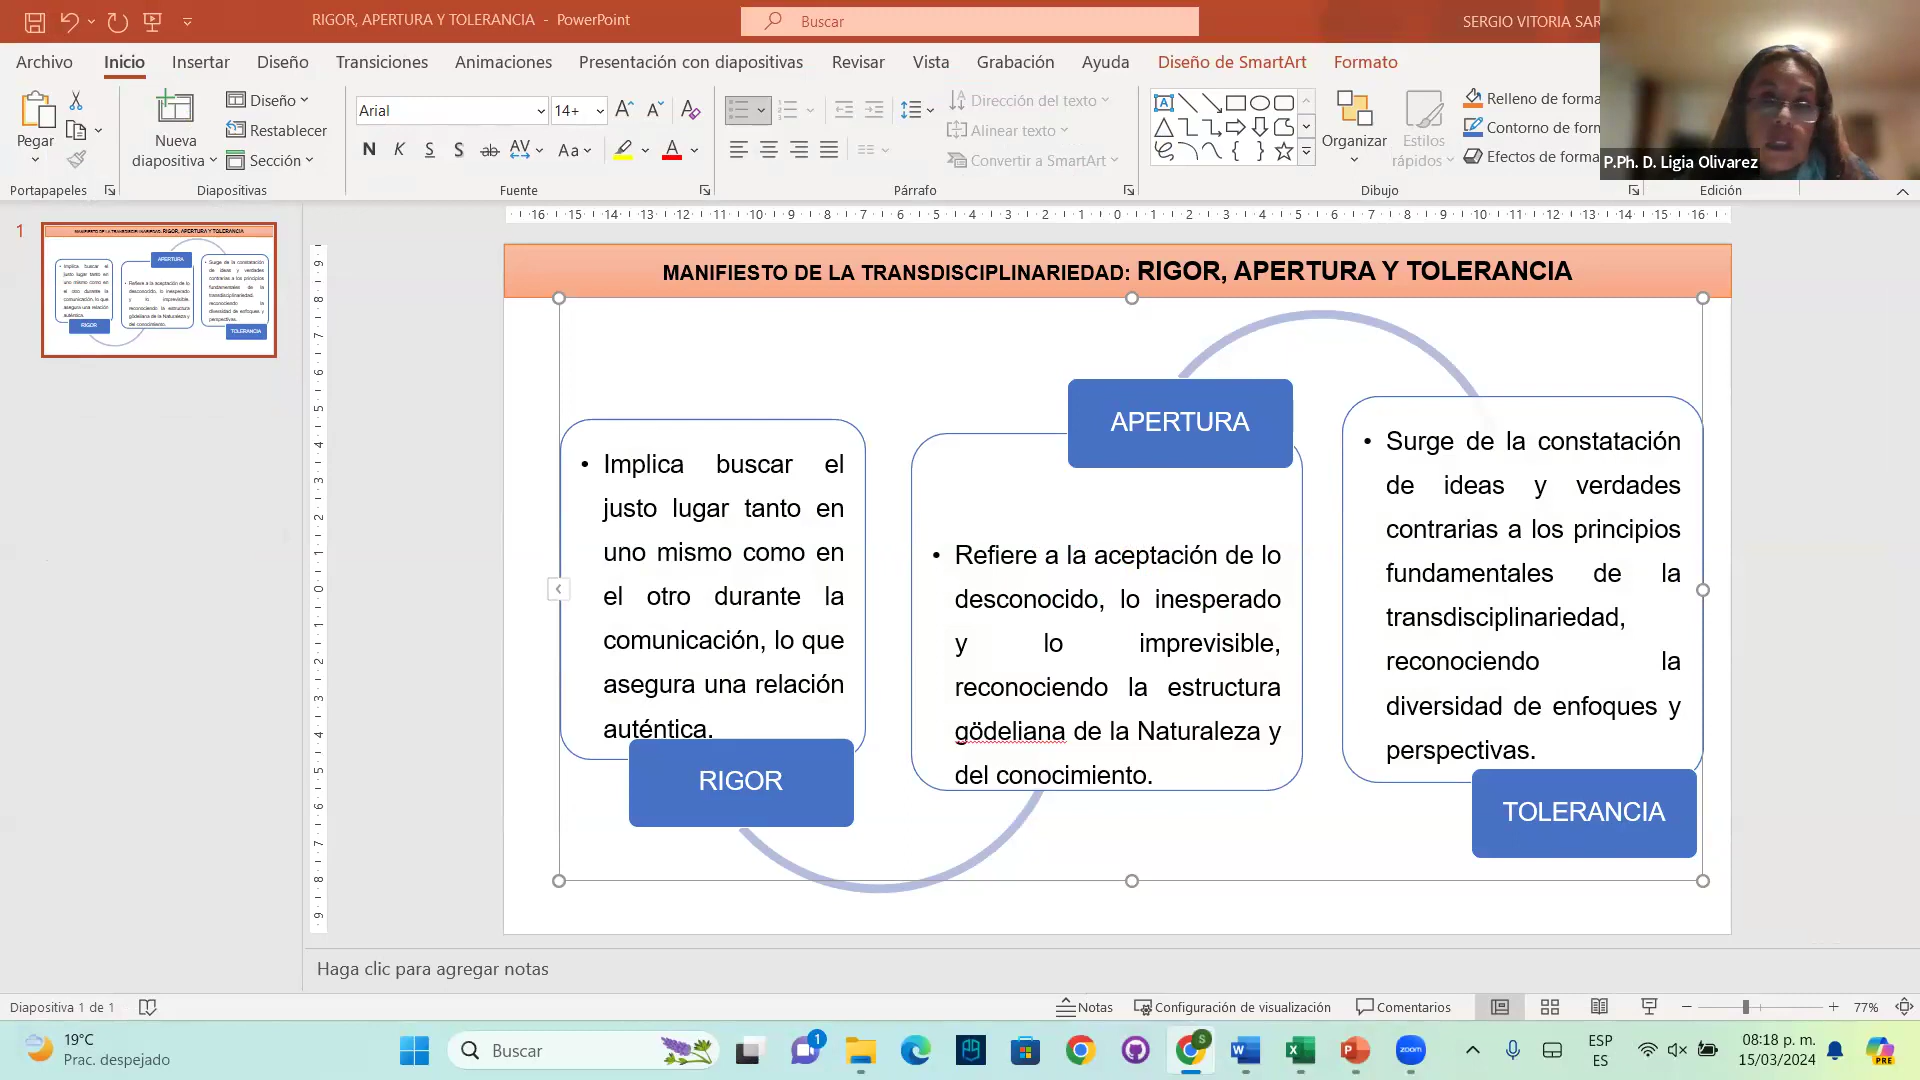 RIGOR, APERTURA Y TOLERANCIA - PowerPoint
Buscar
SERGIO VITORIA SAR
Archivo Inicio Insertar Diseño Transiciones Animaciones Presentación con diapositivas Revisar Vista Grabación Ayuda Diseño de SmartArt Formato
Pegar
Nueva diapositiva
Diseño
Restablecer
Sección
Arial 14+
N K S S ab AV Aa A
Dirección del texto
Alinear texto
Convertir a SmartArt
Organizar
Estilos rápidos
Relleno de forma
Contorno de form
Efectos de forma
P.Ph. D. Ligia Olivarez
Portapapeles Diapositivas Fuente Párrafo Dibujo Edición
1
MANIFIESTO DE LA TRANSDISCIPLINARIEDAD: RIGOR, APERTURA Y TOLERANCIA
• Implica buscar el
justo lugar tanto en
uno mismo como en
el otro durante la
comunicación, lo que
asegura una relación
auténtica.
RIGOR
APERTURA
• Refiere a la aceptación de lo
desconocido, lo inesperado
y lo imprevisible,
reconociendo la estructura
gödeliana de la Naturaleza y
del conocimiento.
• Surge de la constatación
de ideas y verdades
contrarias a los principios
fundamentales de la
transdisciplinariedad,
reconociendo la
diversidad de enfoques y
perspectivas.
TOLERANCIA
Haga clic para agregar notas
Diapositiva 1 de 1
Notas Configuración de visualización Comentarios 77%
19°C
Prac. despejado
Buscar
1
zoom
ESP
ES
08:18 p. m.
15/03/2024
PRE